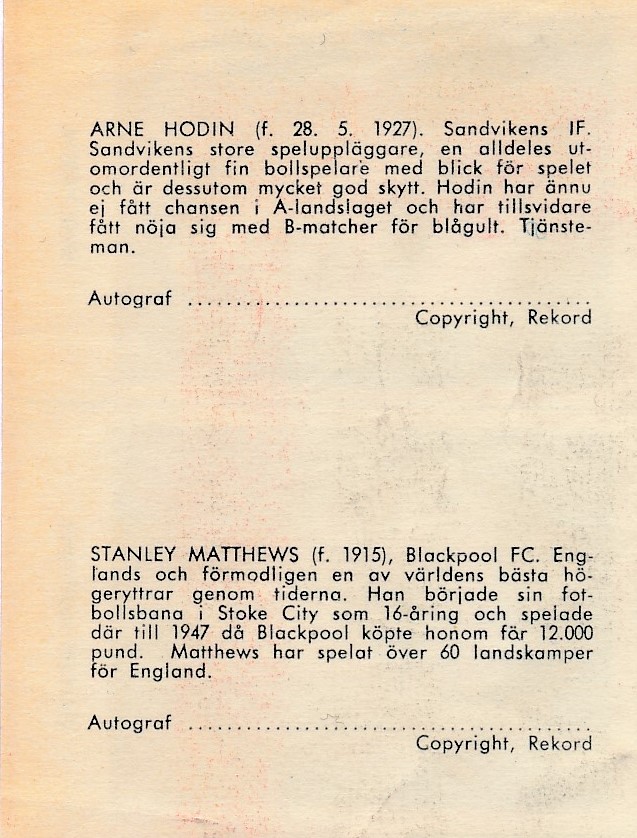 ARNE HODIN (f. 28. 5. 1927). Sandvikens IF.
Sandvikens store speluppläggare, en alldeles ut-
omordentligt fin bollspelare med blick för spelet
och är dessutom mycket god skytt. Hodin har ännu
ej fått chansen i A-landslaget och har tillsvidare
fått nöja sig med B-matcher för blågult. Tjänste-
man.
Autograf ........................................
Copyright, Rekord
STANLEY MATTHEWS (f. 1915), Blackpool FC. Eng-
lands och förmodligen en av världens bästa hö-
geryttrar genom tiderna. Han började sin fot-
bollsbana i Stoke City som 16-åring och spelade
där till 1947 då Blackpool köpte honom fär 12.000
pund. Matthews har spelat över 60 landskamper
för England.
Autograf ........................................
Copyright, Rekord